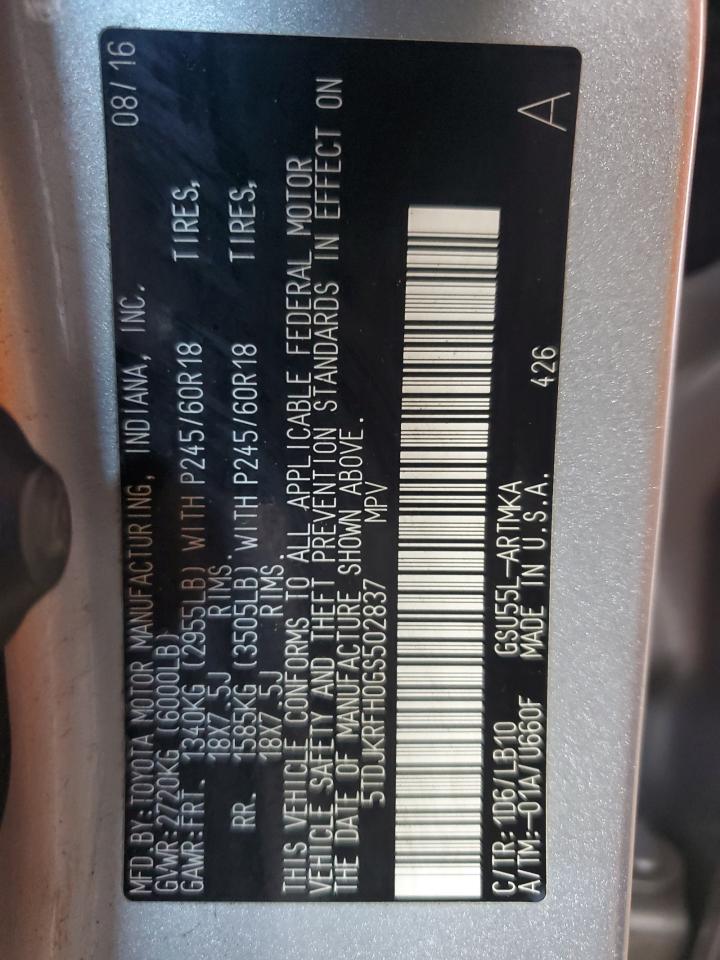 MFD.BY:TOYOTA MOTOR MANUFACTURING, INDIANA, INC. 08/16
GVWR:2720KG (6000LB)
GAWR:FRT. 1340KG (2955LB) WITH P245/60R18 TIRES,
18X7.5J RIMS.
RR. 1585KG (3505LB) WITH P245/60R18 TIRES,
18X7.5J RIMS.
THIS VEHICLE CONFORMS TO ALL APPLICABLE FEDERAL MOTOR
VEHICLE SAFETY AND THEFT PREVENTION STANDARDS IN EFFECT ON
THE DATE OF MANUFACTURE SHOWN ABOVE.
5TDJKRFH0GS502837 MPV
C/TR:1D6/LB10 GSU55L-ARTMKA 426
A/TM:-01A/U660F MADE IN U.S.A. A